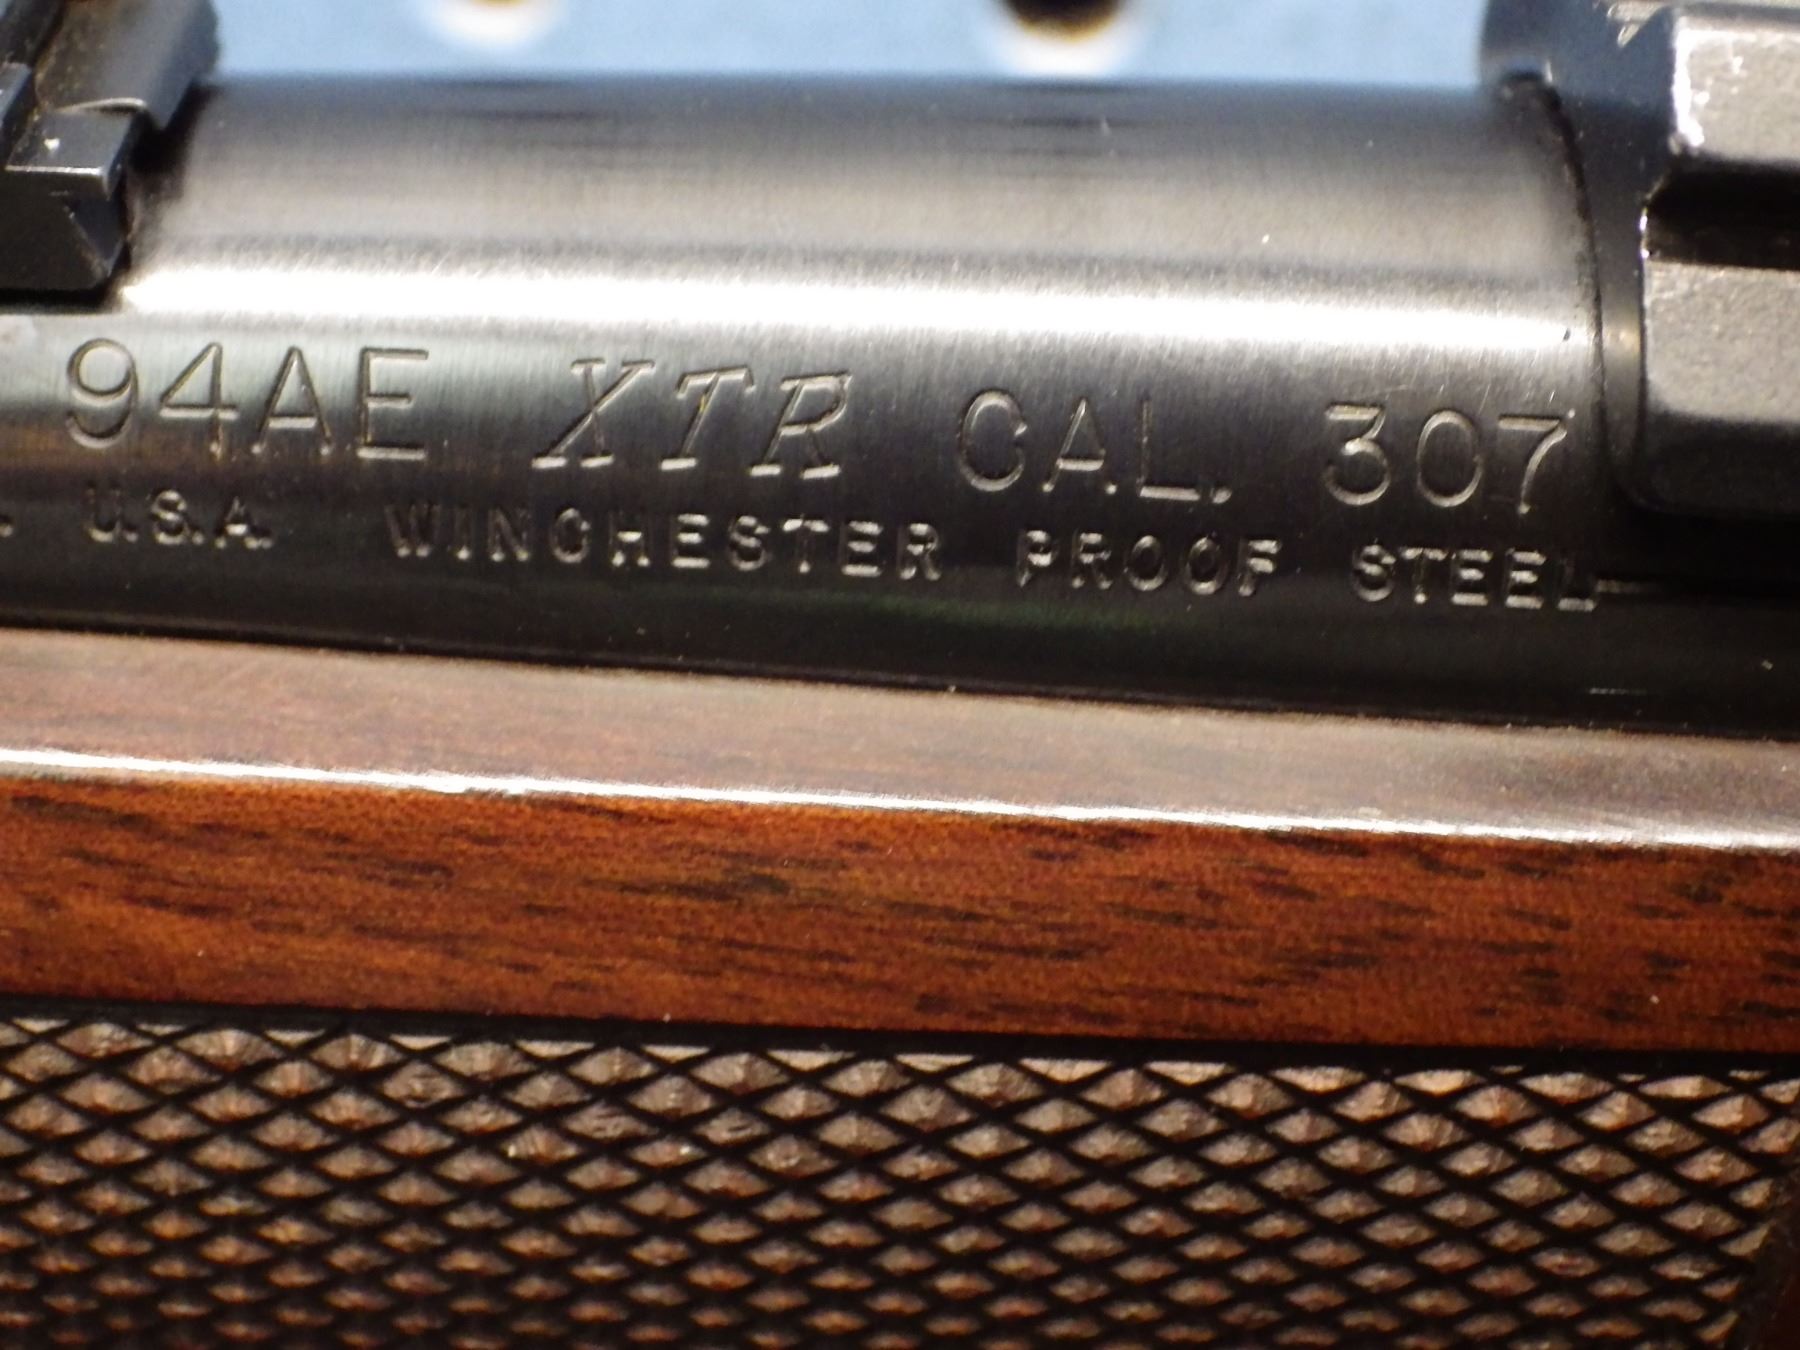 94AE XTR CAL. 307
. U.S.A. WINCHESTER PROOF STEEL